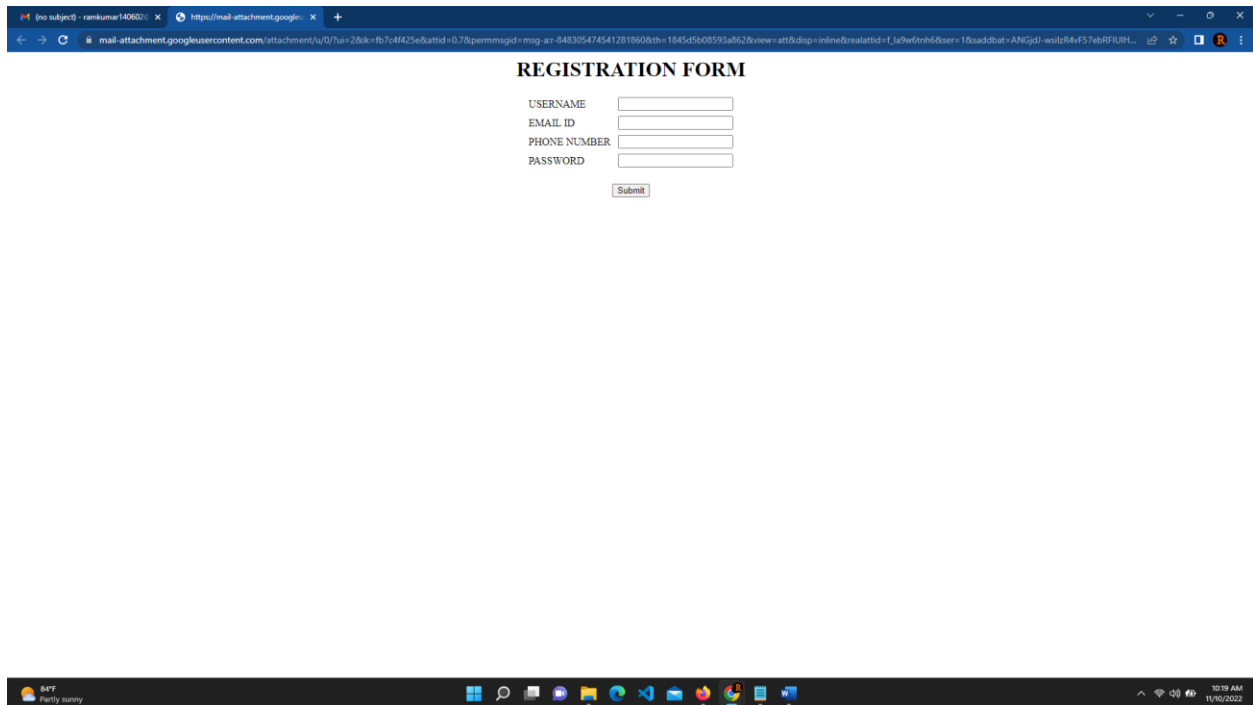 (no subject) - ramkumar1406020
https://mail-attachment.googleu
mail-attachment.googleusercontent.com/attachment/u/0/?ui=2&ik=fb7c4f425e&attid=0.7&permmsgid=msg-a:r-8483054745412818608&th=1845d5b08593a862&view=att&disp=inline&realattid=f_la9w6tnh6&ser=1&saddbat=ANGjdJ-wsilzR4vF57ebRFIUIH...
REGISTRATION FORM
USERNAME
EMAIL ID
PHONE NUMBER
PASSWORD
Submit
84°F
Partly sunny
10:19 AM
11/10/2022